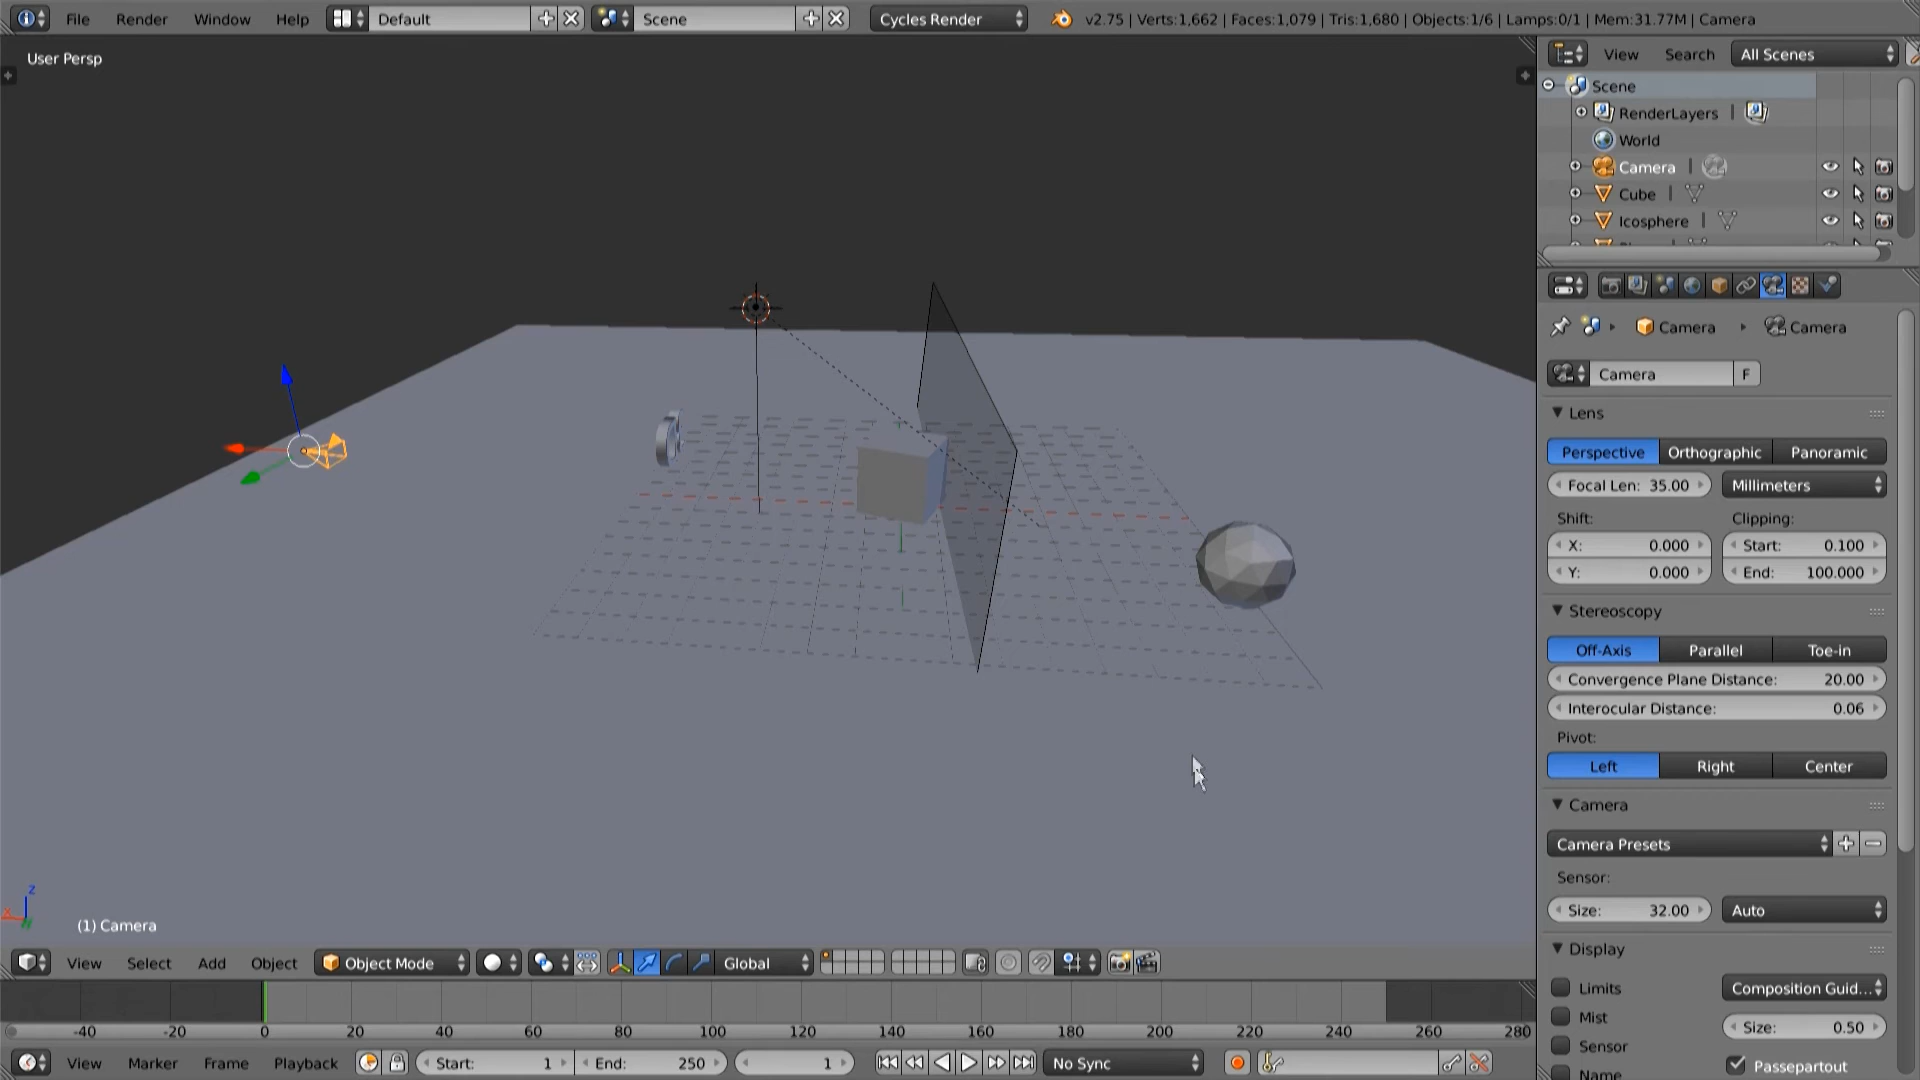 File Render Window Help Default Scene Cycles Render v2.75 | Verts:1,662 | Faces:1,079 | Tris:1,680 | Objects:1/6 | Lamps:0/1 | Mem:31.77M | Camera
User Persp
View Search All Scenes
Scene
RenderLayers
World
Camera
Cube
Icosphere
Camera Camera
Camera F
Lens
Perspective Orthographic Panoramic
Focal Len: 35.00 Millimeters
Shift: Clipping:
X: 0.000 Start: 0.100
Y: 0.000 End: 100.000
Stereoscopy
Off-Axis Parallel Toe-in
Convergence Plane Distance: 20.00
Interocular Distance: 0.06
Pivot:
Left Right Center
Camera
Camera Presets
Sensor:
Size: 32.00 Auto
Display
Limits Composition Guid...
Mist
Size: 0.50
Sensor
Passepartout
Name
z
x
(1) Camera
View Select Add Object Object Mode Global
-40 -20 0 20 40 60 80 100 120 140 160 180 200 220 240 260 280
View Marker Frame Playback Start: 1 End: 250 1 No Sync